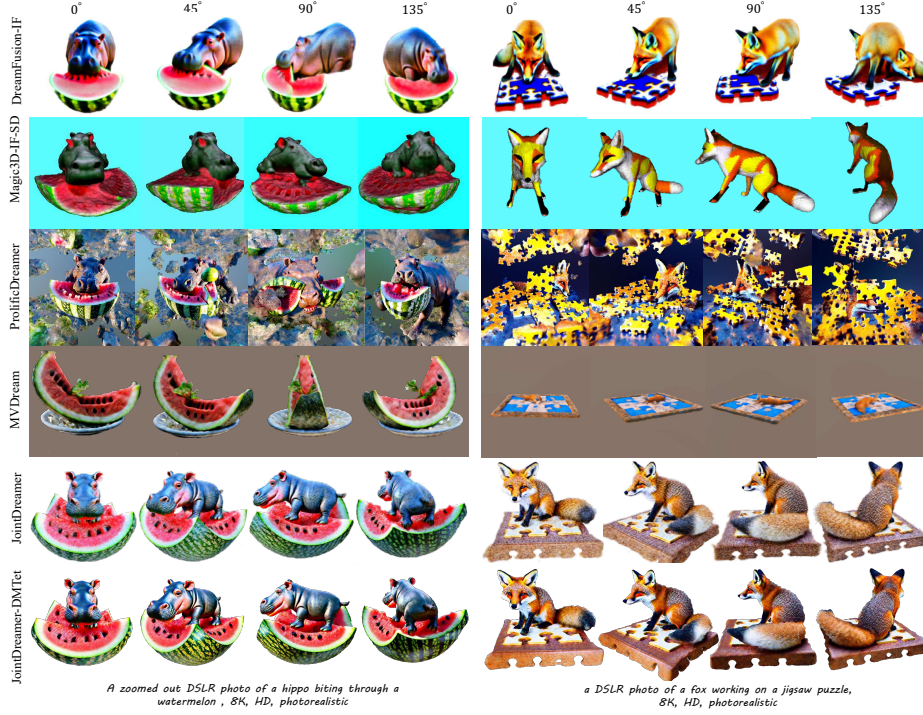 0° 45° 90° 135° 0° 45° 90° 135°
DreamFusion-IF
Magic3D-IF-SD
ProlificDreamer
MVDream
JointDreamer
JointDreamer-DMTet
A zoomed out DSLR photo of a hippo biting through a
watermelon , 8K, HD, photorealistic
a DSLR photo of a fox working on a jigsaw puzzle,
8K, HD, photorealistic